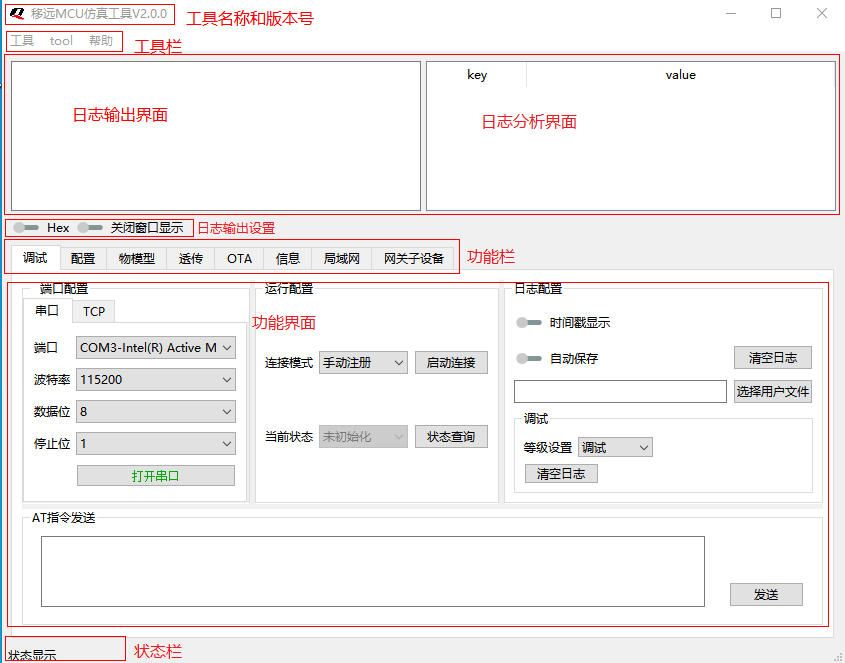 移远MCU仿真工具V2.0.0 工具名称和版本号
工具 tool 帮助 工具栏
key value
日志输出界面 日志分析界面
Hex 关闭窗口显示 日志输出设置
调试 配置 物模型 透传 OTA 信息 局域网 网关子设备 功能栏
端口配置 运行配置 日志配置
串口 TCP 功能界面 时间戳显示
端口 COM3-Intel(R) Active M 连接模式 手动注册 启动连接 自动保存 清空日志
波特率 115200 选择用户文件
数据位 8 调试
停止位 1 当前状态 未初始化 状态查询 等级设置 调试
打开串口 清空日志
AT指令发送
发送
状态显示 状态栏